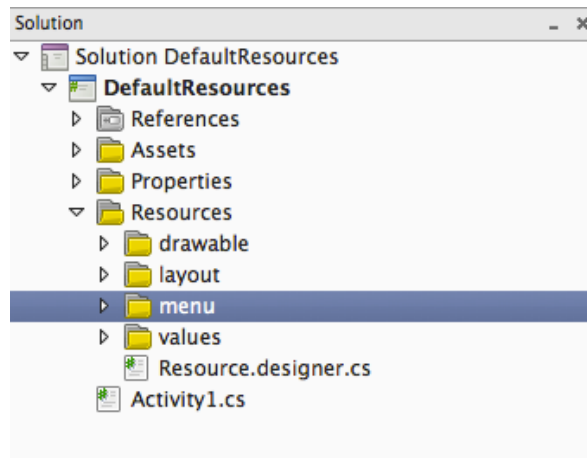 Solution
Solution DefaultResources
DefaultResources
References
Assets
Properties
Resources
drawable
layout
menu
values
Resource.designer.cs
Activity1.cs